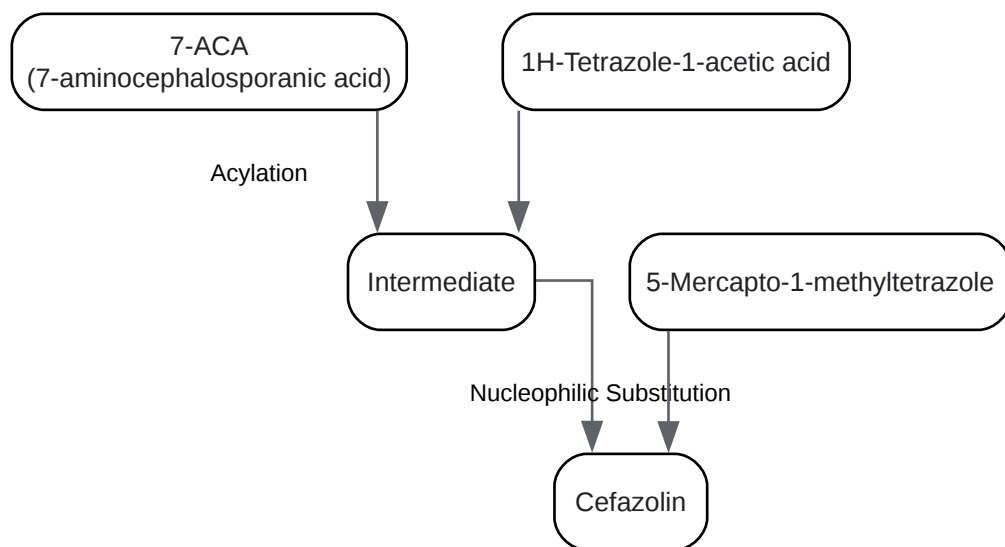 7-ACA
(7-aminocephalosporanic acid)
1H-Tetrazole-1-acetic acid
Acylation
Intermediate
5-Mercapto-1-methyltetrazole
Nucleophilic Substitution
Cefazolin